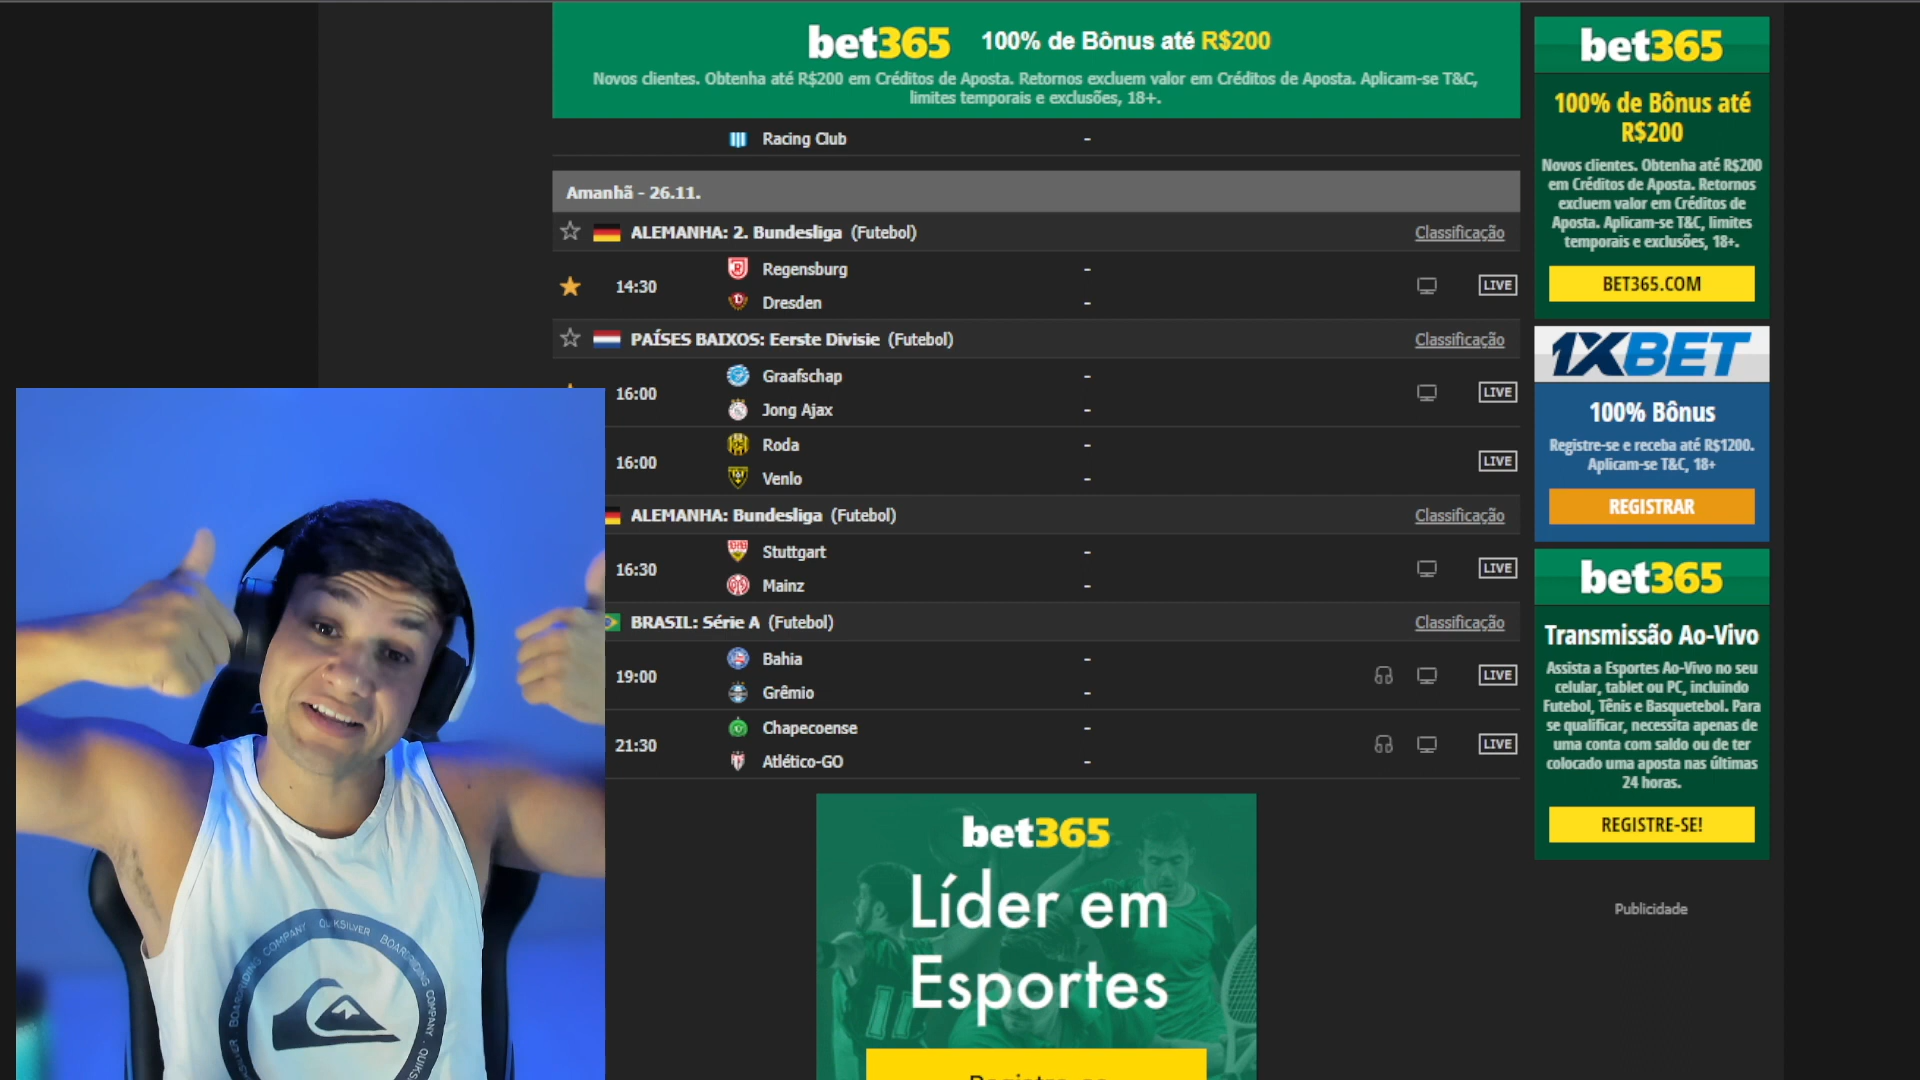 bet365 100% de Bônus até R$200
Novos clientes. Obtenha até R$200 em Créditos de Aposta. Retornos excluem valor em Créditos de Aposta. Aplicam-se T&C,
limites temporais e exclusões, 18+.
Racing Club -
Amanhã - 26.11.
ALEMANHA: 2. Bundesliga (Futebol) Classificação
14:30
Regensburg -
Dresden -
LIVE
PAÍSES BAIXOS: Eerste Divisie (Futebol) Classificação
16:00
Graafschap -
Jong Ajax -
LIVE
16:00
Roda -
Venlo -
LIVE
ALEMANHA: Bundesliga (Futebol) Classificação
16:30
Stuttgart -
Mainz -
LIVE
BRASIL: Série A (Futebol) Classificação
19:00
Bahia -
Grêmio -
LIVE
21:30
Chapecoense -
Atlético-GO -
LIVE
bet365
Líder em
Esportes
bet365
100% de Bônus até
R$200
Novos clientes. Obtenha até R$200
em Créditos de Aposta. Retornos
excluem valor em Créditos de
Aposta. Aplicam-se T&C, limites
temporais e exclusões, 18+.
BET365.COM
1XBET
100% Bônus
Registre-se e receba até R$1200.
Aplicam-se T&C, 18+
REGISTRAR
bet365
Transmissão Ao-Vivo
Assista a Esportes Ao-Vivo no seu
celular, tablet ou PC, incluindo
Futebol, Tênis e Basquetebol. Para
se qualificar, necessita apenas de
uma conta com saldo ou de ter
colocado uma aposta nas últimas
24 horas.
REGISTRE-SE!
Publicidade
BOARDRIDING COMPANY · QUIKSILVER BOARDRIDING COMPANY · QUIKS